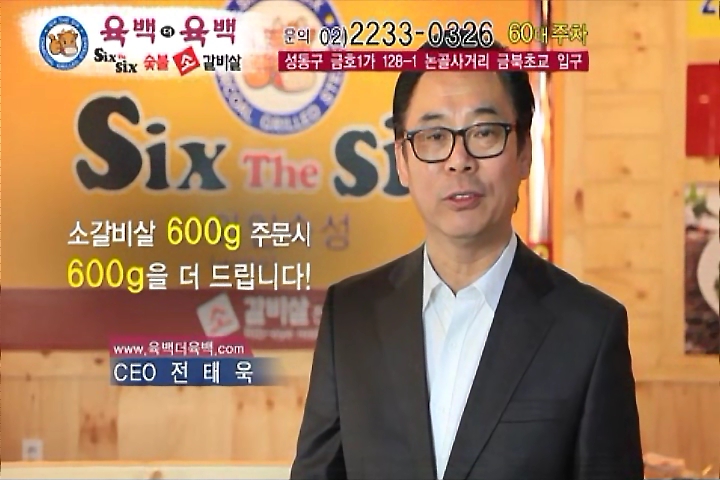 육백 더 육백
Six The Six 숯불 소 갈비살
문의 02)2233-0326 60대 주차
성동구 금호1가 128-1 논골사거리 금북초교 입구
CHARCOAL GRILLED STEAK
Six The Si
소갈비살 600g 주문시
600g을 더 드립니다!
갈비살
www.육백더육백.com
CEO 전 태 욱